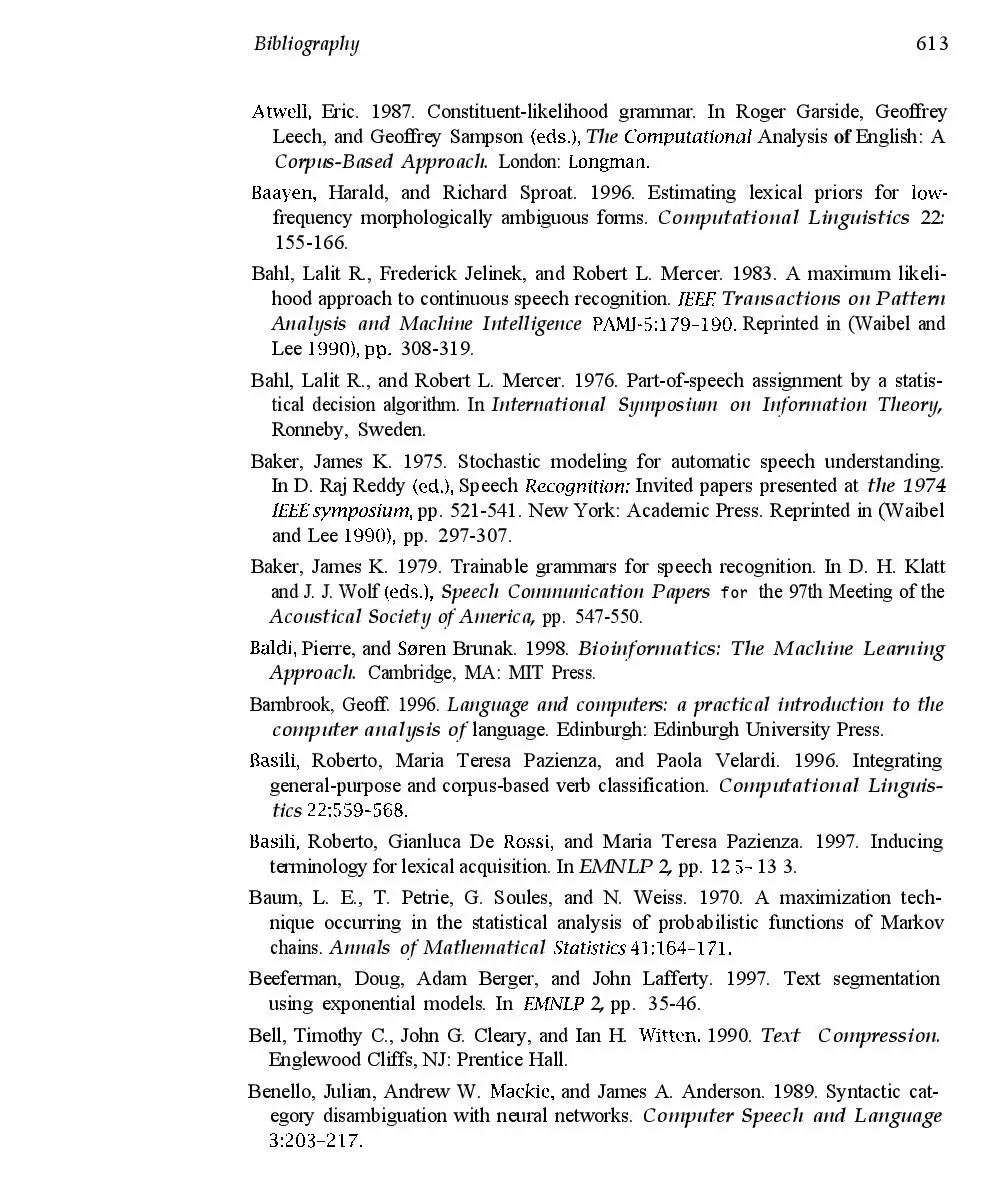 Bibliography 613
Atwell, Eric. 1987. Constituent-likelihood grammar. In Roger Garside, Geoffrey
Leech, and Geoffrey Sampson (eds.), The Computational Analysis of English: A
Corpus-Based Approach. London: Longman.
Baayen, Harald, and Richard Sproat. 1996. Estimating lexical priors for low-
frequency morphologically ambiguous forms. Computational Linguistics 22:
155-166.
Bahl, Lalit R., Frederick Jelinek, and Robert L. Mercer. 1983. A maximum likeli-
hood approach to continuous speech recognition. IEEE Transactions on Pattern
Analysis and Machine Intelligence PAMI-5:179–190. Reprinted in (Waibel and
Lee 1990), pp. 308-319.
Bahl, Lalit R., and Robert L. Mercer. 1976. Part-of-speech assignment by a statis-
tical decision algorithm. In International Symposium on Information Theory,
Ronneby, Sweden.
Baker, James K. 1975. Stochastic modeling for automatic speech understanding.
In D. Raj Reddy (ed.), Speech Recognition: Invited papers presented at the 1974
IEEE symposium, pp. 521-541. New York: Academic Press. Reprinted in (Waibel
and Lee 1990), pp. 297-307.
Baker, James K. 1979. Trainable grammars for speech recognition. In D. H. Klatt
and J. J. Wolf (eds.), Speech Communication Papers for the 97th Meeting of the
Acoustical Society of America, pp. 547-550.
Baldi, Pierre, and Søren Brunak. 1998. Bioinformatics: The Machine Learning
Approach. Cambridge, MA: MIT Press.
Barnbrook, Geoff. 1996. Language and computers: a practical introduction to the
computer analysis of language. Edinburgh: Edinburgh University Press.
Basili, Roberto, Maria Teresa Pazienza, and Paola Velardi. 1996. Integrating
general-purpose and corpus-based verb classification. Computational Linguis-
tics 22:559–568.
Basili, Roberto, Gianluca De Rossi, and Maria Teresa Pazienza. 1997. Inducing
terminology for lexical acquisition. In EMNLP 2, pp. 12 5– 13 3.
Baum, L. E., T. Petrie, G. Soules, and N. Weiss. 1970. A maximization tech-
nique occurring in the statistical analysis of probabilistic functions of Markov
chains. Annals of Mathematical Statistics 41:164–171.
Beeferman, Doug, Adam Berger, and John Lafferty. 1997. Text segmentation
using exponential models. In EMNLP 2, pp. 35-46.
Bell, Timothy C., John G. Cleary, and Ian H. Witten. 1990. Text Compression.
Englewood Cliffs, NJ: Prentice Hall.
Benello, Julian, Andrew W. Mackie, and James A. Anderson. 1989. Syntactic cat-
egory disambiguation with neural networks. Computer Speech and Language
3:203–217.